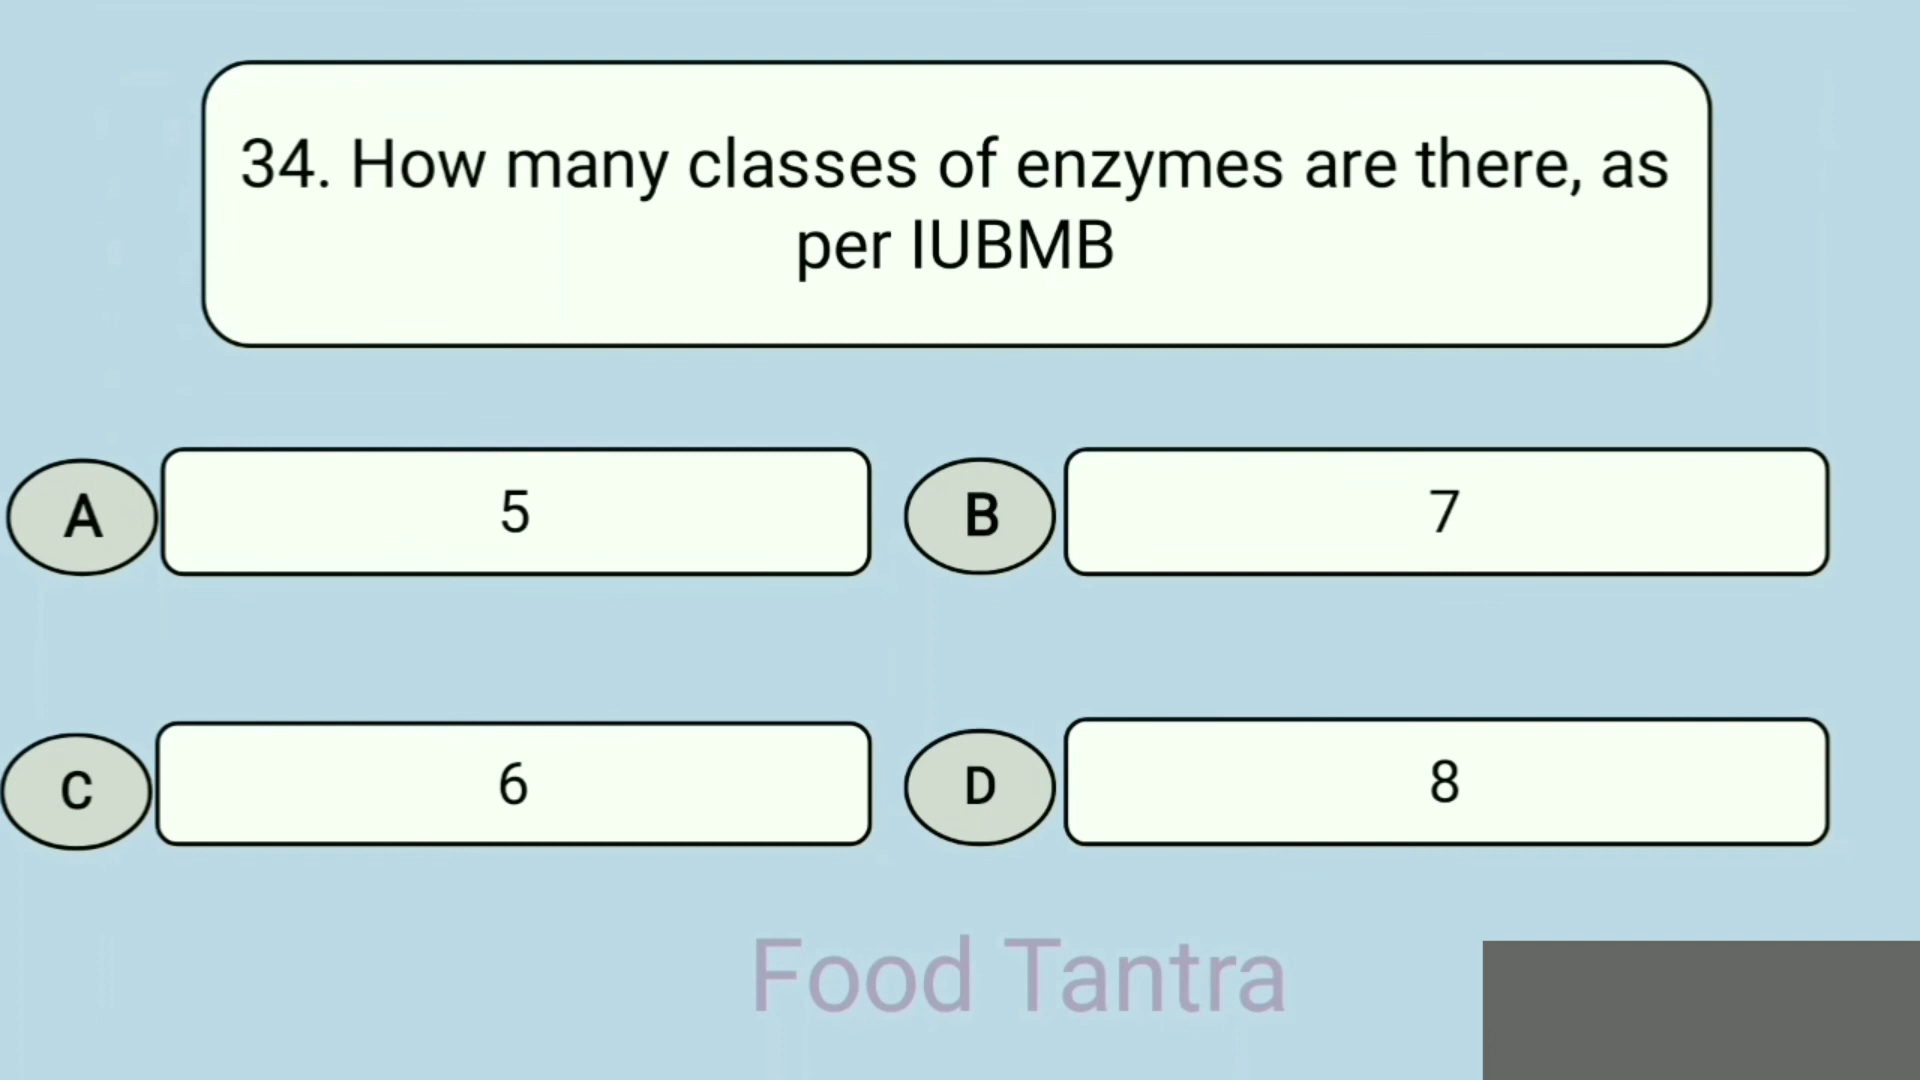 34. How many classes of enzymes are there, as
per IUBMB
A 5
B 7
C 6
D 8
Food Tantra